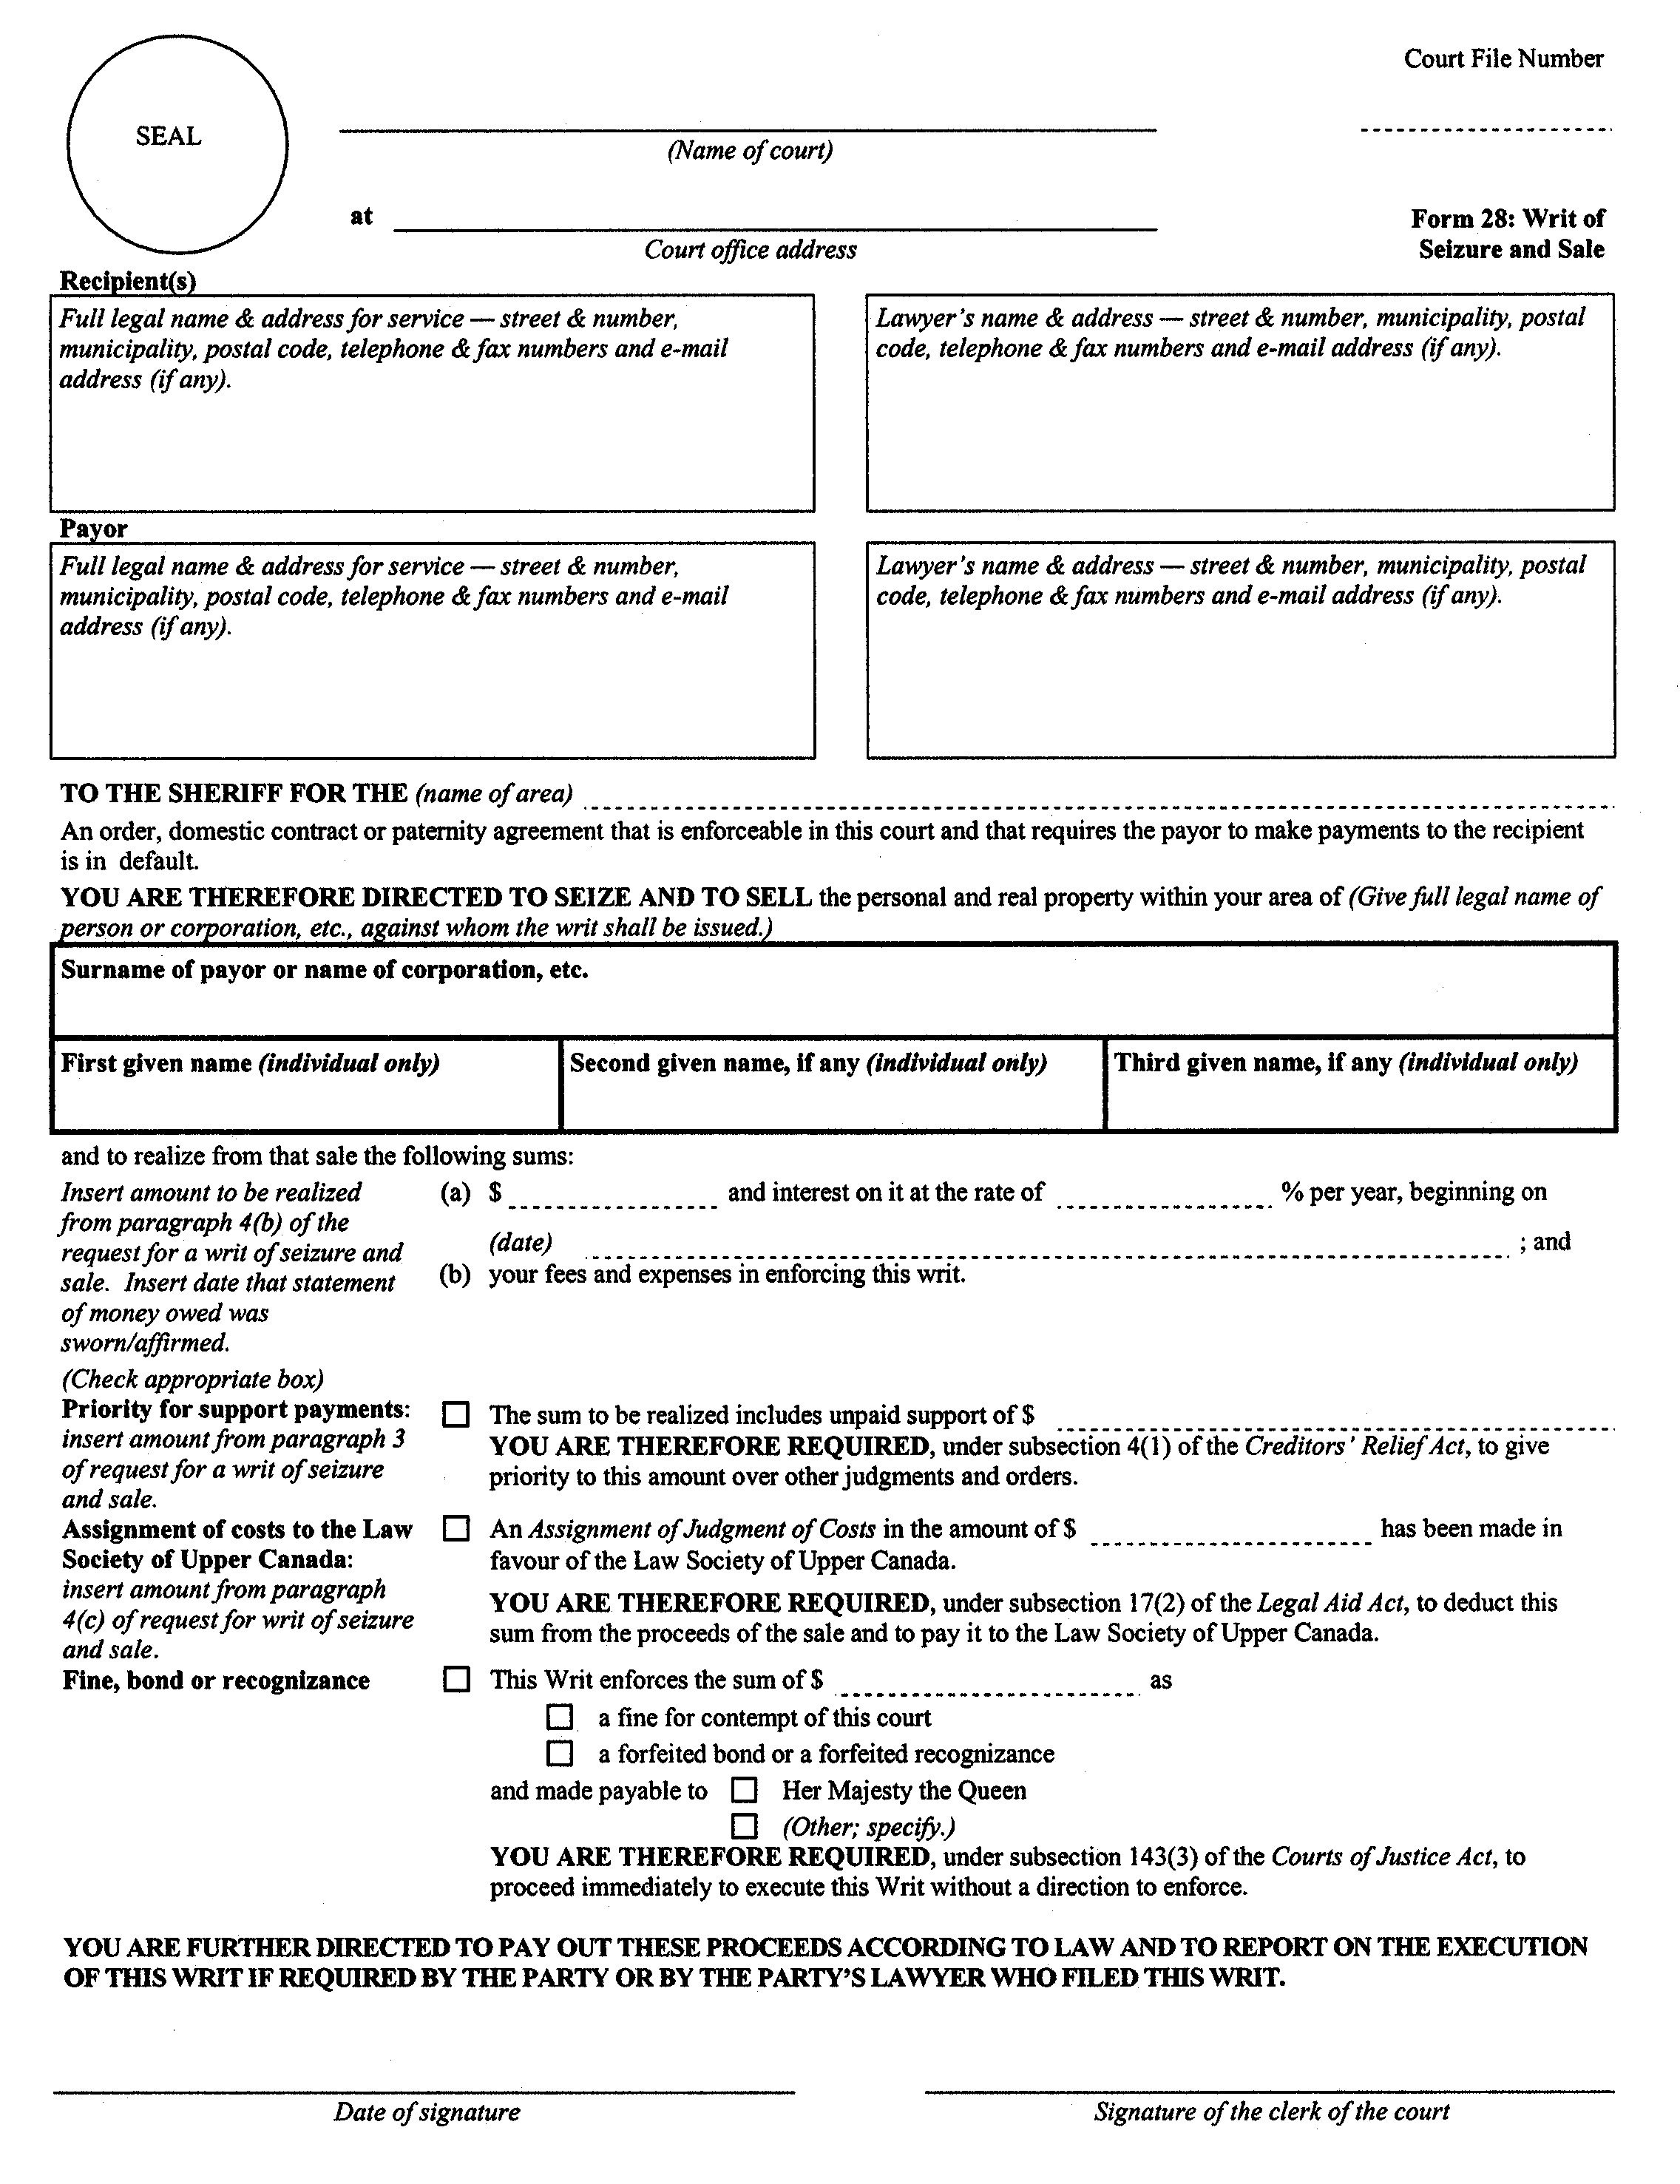 Court File Number
SEAL
(Name of court)
at
Court office address
Form 28: Writ of
Seizure and Sale
Recipient(s)
Full legal name & address for service — street & number,
municipality, postal code, telephone & fax numbers and e-mail
address (if any).
Lawyer's name & address — street & number, municipality, postal
code, telephone & fax numbers and e-mail address (if any).
Payor
Full legal name & address for service — street & number,
municipality, postal code, telephone & fax numbers and e-mail
address (if any).
Lawyer's name & address — street & number, municipality, postal
code, telephone & fax numbers and e-mail address (if any).
TO THE SHERIFF FOR THE (name of area)
An order, domestic contract or paternity agreement that is enforceable in this court and that requires the payor to make payments to the recipient
is in default.
YOU ARE THEREFORE DIRECTED TO SEIZE AND TO SELL the personal and real property within your area of (Give full legal name of
person or corporation, etc., against whom the writ shall be issued.)
Surname of payor or name of corporation, etc.
First given name (individual only)
Second given name, if any (individual only)
Third given name, if any (individual only)
and to realize from that sale the following sums:
Insert amount to be realized
from paragraph 4(b) of the
request for a writ of seizure and
sale. Insert date that statement
of money owed was
sworn/affirmed.
(a) $ and interest on it at the rate of % per year, beginning on
(date) ; and
(b) your fees and expenses in enforcing this writ.
(Check appropriate box)
Priority for support payments:
insert amount from paragraph 3
of request for a writ of seizure
and sale.
The sum to be realized includes unpaid support of $
YOU ARE THEREFORE REQUIRED, under subsection 4(1) of the Creditors' Relief Act, to give
priority to this amount over other judgments and orders.
Assignment of costs to the Law
Society of Upper Canada:
insert amount from paragraph
4(c) of request for writ of seizure
and sale.
An Assignment of Judgment of Costs in the amount of $ has been made in
favour of the Law Society of Upper Canada.
YOU ARE THEREFORE REQUIRED, under subsection 17(2) of the Legal Aid Act, to deduct this
sum from the proceeds of the sale and to pay it to the Law Society of Upper Canada.
Fine, bond or recognizance
This Writ enforces the sum of $ as
a fine for contempt of this court
a forfeited bond or a forfeited recognizance
and made payable to Her Majesty the Queen
(Other; specify.)
YOU ARE THEREFORE REQUIRED, under subsection 143(3) of the Courts of Justice Act, to
proceed immediately to execute this Writ without a direction to enforce.
YOU ARE FURTHER DIRECTED TO PAY OUT THESE PROCEEDS ACCORDING TO LAW AND TO REPORT ON THE EXECUTION
OF THIS WRIT IF REQUIRED BY THE PARTY OR BY THE PARTY'S LAWYER WHO FILED THIS WRIT.
Date of signature
Signature of the clerk of the court